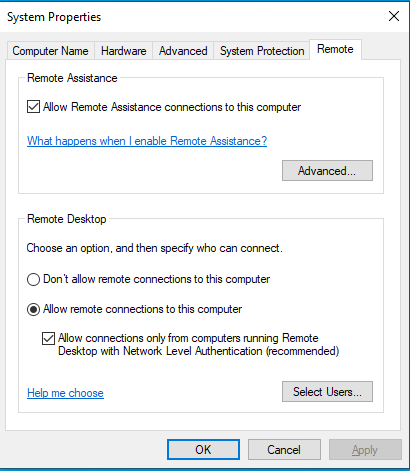 System Properties
Computer Name Hardware Advanced System Protection Remote
Remote Assistance
Allow Remote Assistance connections to this computer
What happens when I enable Remote Assistance?
Advanced...
Remote Desktop
Choose an option, and then specify who can connect.
Don't allow remote connections to this computer
Allow remote connections to this computer
Allow connections only from computers running Remote
Desktop with Network Level Authentication (recommended)
Help me choose Select Users...
OK Cancel Apply